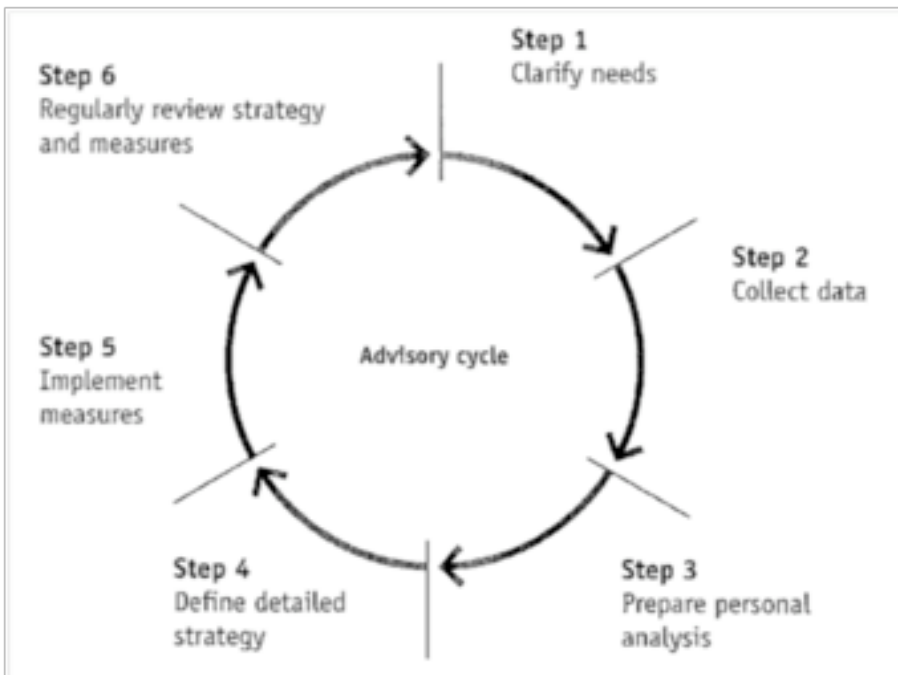 Step 1
Clarify needs
Step 2
Collect data
Step 3
Prepare personal
analysis
Step 4
Define detailed
strategy
Step 5
Implement
measures
Step 6
Regularly review strategy
and measures
Advisory cycle